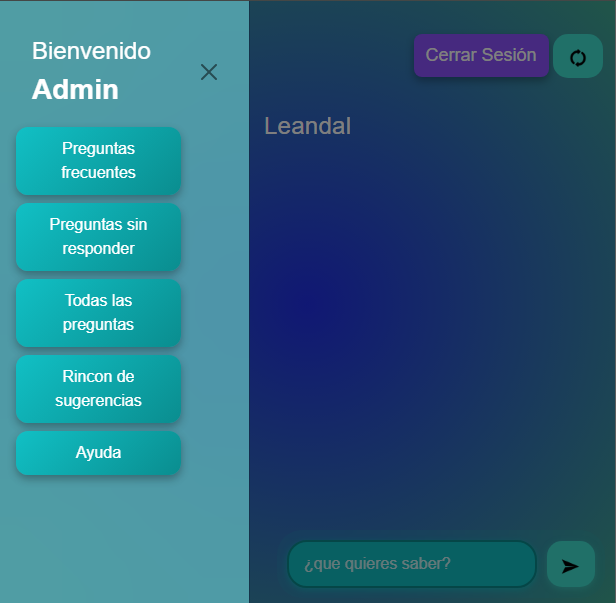 Bienvenido
Admin
Preguntas
frecuentes
Preguntas sin
responder
Todas las
preguntas
Rincon de
sugerencias
Ayuda
Cerrar Sesión
Leandal
¿que quieres saber?